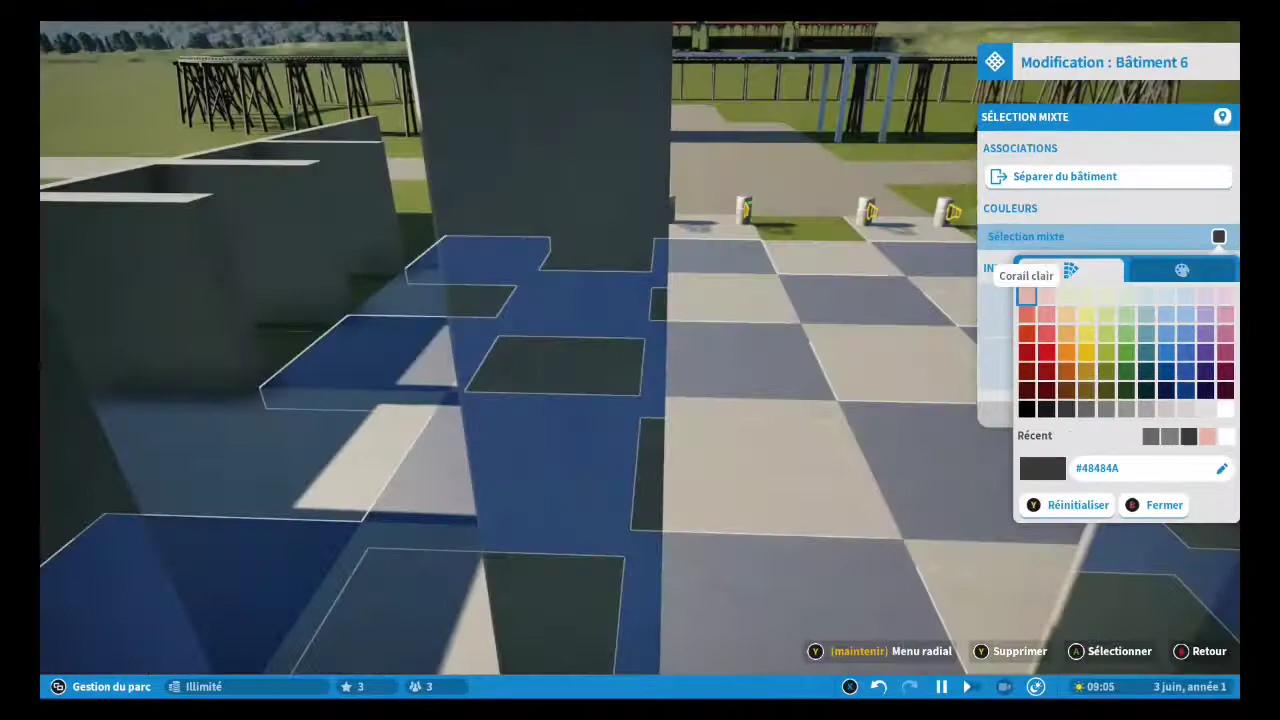 Modification : Bâtiment 6
SÉLECTION MIXTE
ASSOCIATIONS
Séparer du bâtiment
COULEURS
Sélection mixte
Corail clair
Récent
#48484A
Y Réinitialiser B Fermer
Y (maintenir) Menu radial Y Supprimer A Sélectionner B Retour
Gestion du parc Illimité 3 3 X 09:05 3 juin, année 1